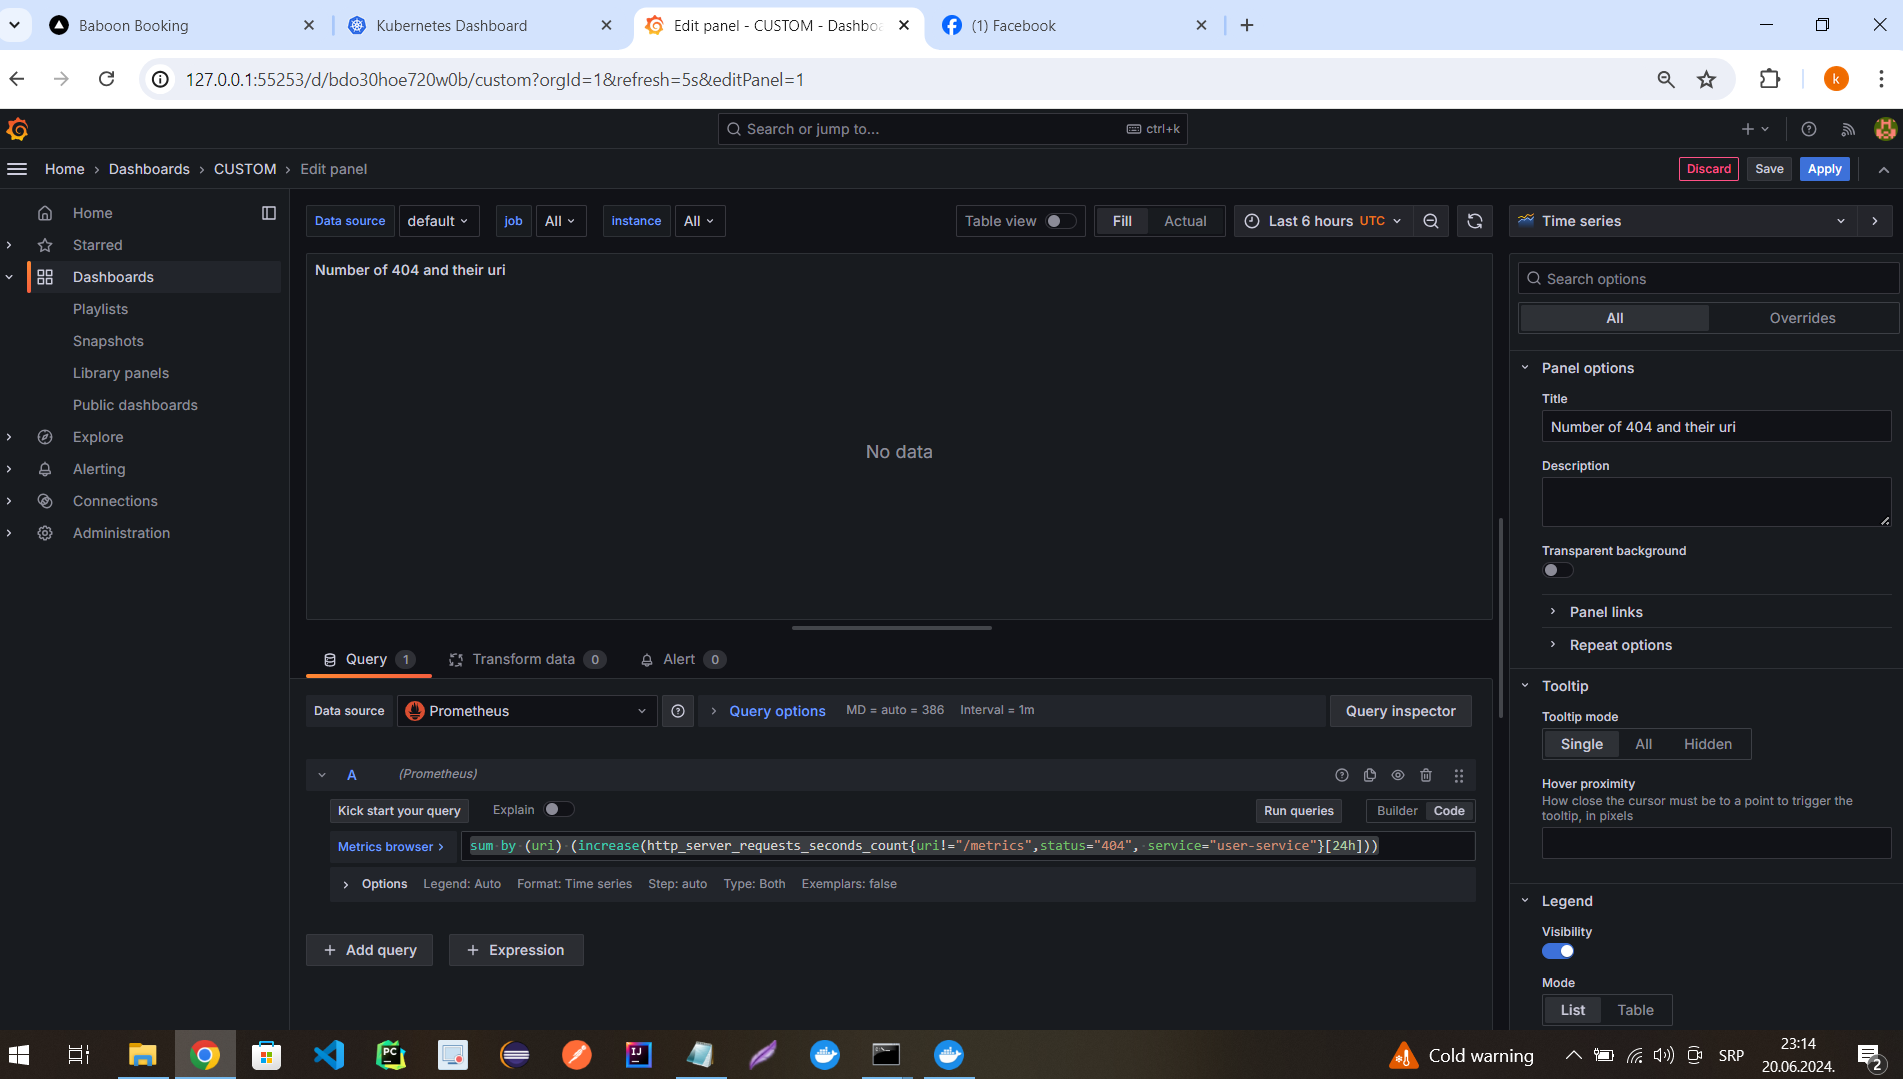 Baboon Booking
Kubernetes Dashboard
Edit panel - CUSTOM - Dashboa
(1) Facebook
127.0.0.1:55253/d/bdo30hoe720w0b/custom?orgId=1&refresh=5s&editPanel=1
k
Search or jump to...
ctrl+k
Home › Dashboards › CUSTOM › Edit panel
Discard
Save
Apply
Home
Starred
Dashboards
Playlists
Snapshots
Library panels
Public dashboards
Explore
Alerting
Connections
Administration
Data source
default
job
All
instance
All
Table view
Fill
Actual
Last 6 hours UTC
Number of 404 and their uri
No data
Query 1
Transform data 0
Alert 0
Data source
Prometheus
Query options
MD = auto = 386
Interval = 1m
Query inspector
A
(Prometheus)
Kick start your query
Explain
Run queries
Builder
Code
Metrics browser >
sum by (uri) (increase(http_server_requests_seconds_count{uri!="/metrics",status="404", service="user-service"}[24h]))
Options
Legend: Auto
Format: Time series
Step: auto
Type: Both
Exemplars: false
+ Add query
+ Expression
Time series
Search options
All
Overrides
Panel options
Title
Number of 404 and their uri
Description
Transparent background
Panel links
Repeat options
Tooltip
Tooltip mode
Single
All
Hidden
Hover proximity
How close the cursor must be to a point to trigger the
tooltip, in pixels
Legend
Visibility
Mode
List
Table
Cold warning
SRP
23:14
20.06.2024.
2